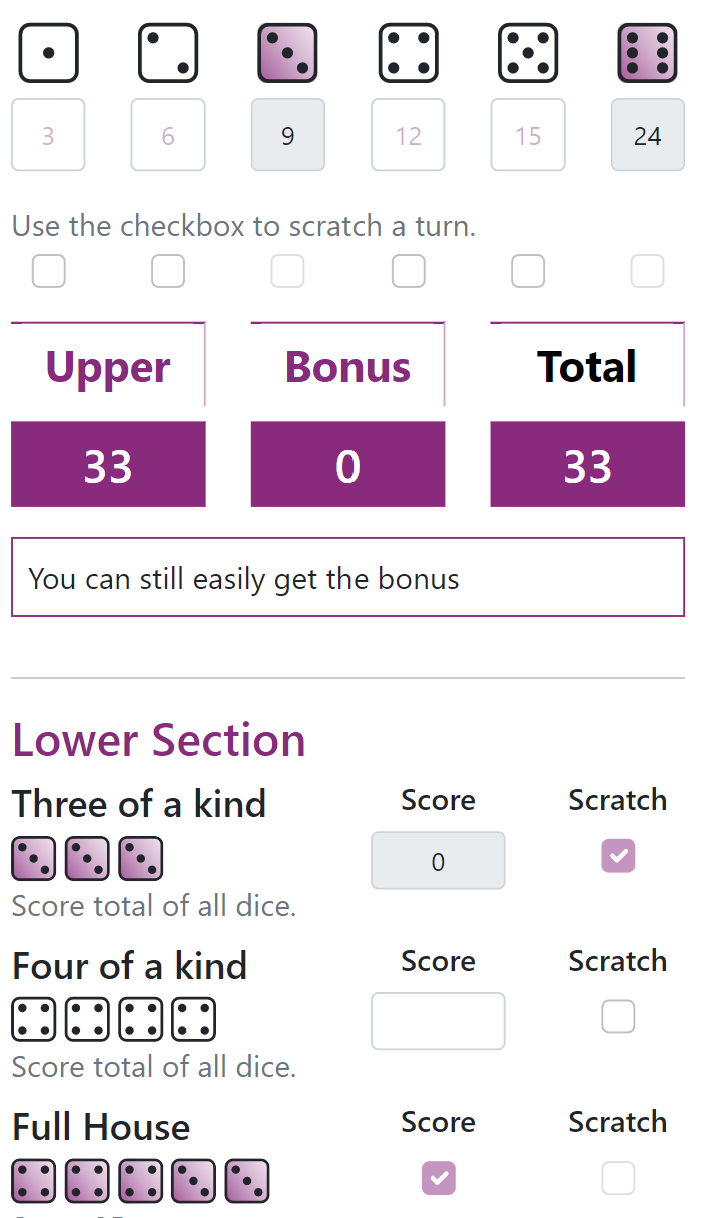 3 6 9 12 15 24
Use the checkbox to scratch a turn.
Upper Bonus Total
33 0 33
You can still easily get the bonus
Lower Section
Three of a kind Score Scratch
0
Score total of all dice.
Four of a kind Score Scratch
Score total of all dice.
Full House Score Scratch